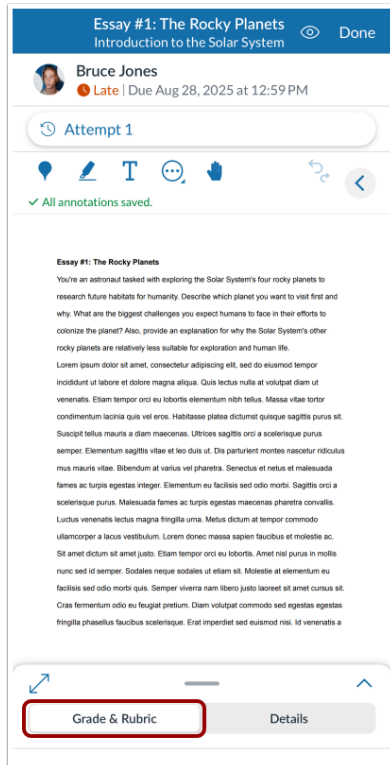 Essay #1: The Rocky Planets
Introduction to the Solar System
Done
Bruce Jones
Late | Due Aug 28, 2025 at 12:59 PM
Attempt 1
T
All annotations saved.
Essay #1: The Rocky Planets
You're an astronaut tasked with exploring the Solar System's four rocky planets to
research future habitats for humanity. Describe which planet you want to visit first and
why. What are the biggest challenges you expect humans to face in their efforts to
colonize the planet? Also, provide an explanation for why the Solar System's other
rocky planets are relatively less suitable for exploration and human life.
Lorem ipsum dolor sit amet, consectetur adipiscing elit, sed do eiusmod tempor
incididunt ut labore et dolore magna aliqua. Quis lectus nulla at volutpat diam ut
venenatis. Etiam tempor orci eu lobortis elementum nibh tellus. Massa vitae tortor
condimentum lacinia quis vel eros. Habitasse platea dictumst quisque sagittis purus sit.
Suscipit tellus mauris a diam maecenas. Ultrices sagittis orci a scelerisque purus
semper. Elementum sagittis vitae et leo duis ut. Dis parturient montes nascetur ridiculus
mus mauris vitae. Bibendum at varius vel pharetra. Senectus et netus et malesuada
fames ac turpis egestas integer. Elementum eu facilisis sed odio morbi. Sagittis orci a
scelerisque purus. Malesuada fames ac turpis egestas maecenas pharetra convallis.
Luctus venenatis lectus magna fringilla urna. Metus dictum at tempor commodo
ullamcorper a lacus vestibulum. Lorem donec massa sapien faucibus et molestie ac.
Sit amet dictum sit amet justo. Etiam tempor orci eu lobortis. Amet nisl purus in mollis
nunc sed id semper. Sodales neque sodales ut etiam sit. Molestie at elementum eu
facilisis sed odio morbi quis. Semper viverra nam libero justo laoreet sit amet cursus sit.
Cras fermentum odio eu feugiat pretium. Diam volutpat commodo sed egestas egestas
fringilla phasellus faucibus scelerisque. Erat imperdiet sed euismod nisi. Id venenatis a
Grade & Rubric
Details